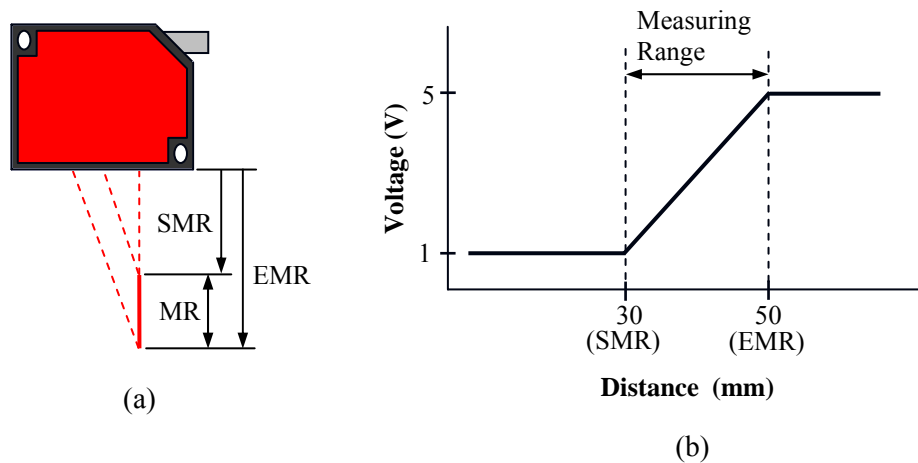 SMR
MR
EMR
(a)
Measuring
Range
Voltage (V)
5
1
30
(SMR)
50
(EMR)
Distance (mm)
(b)